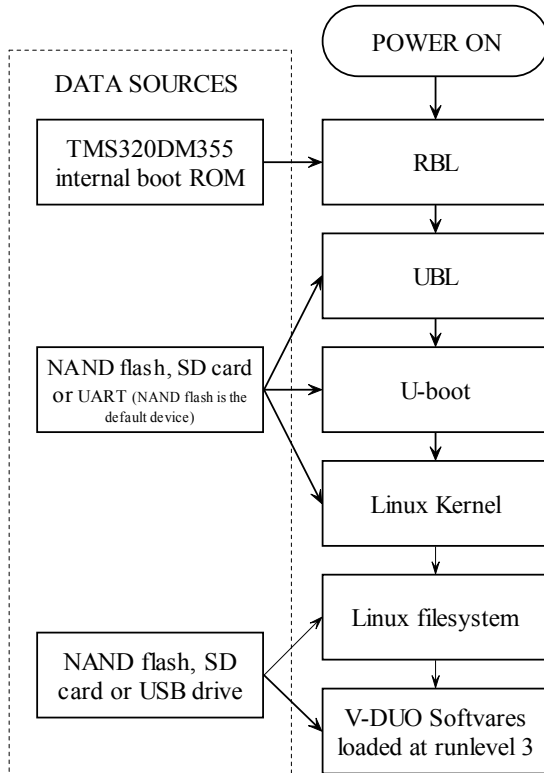 POWER ON
DATA SOURCES
TMS320DM355
internal boot ROM
RBL
UBL
NAND flash, SD card
or UART (NAND flash is the
default device)
U-boot
Linux Kernel
Linux filesystem
NAND flash, SD
card or USB drive
V-DUO Softvares
loaded at runlevel 3